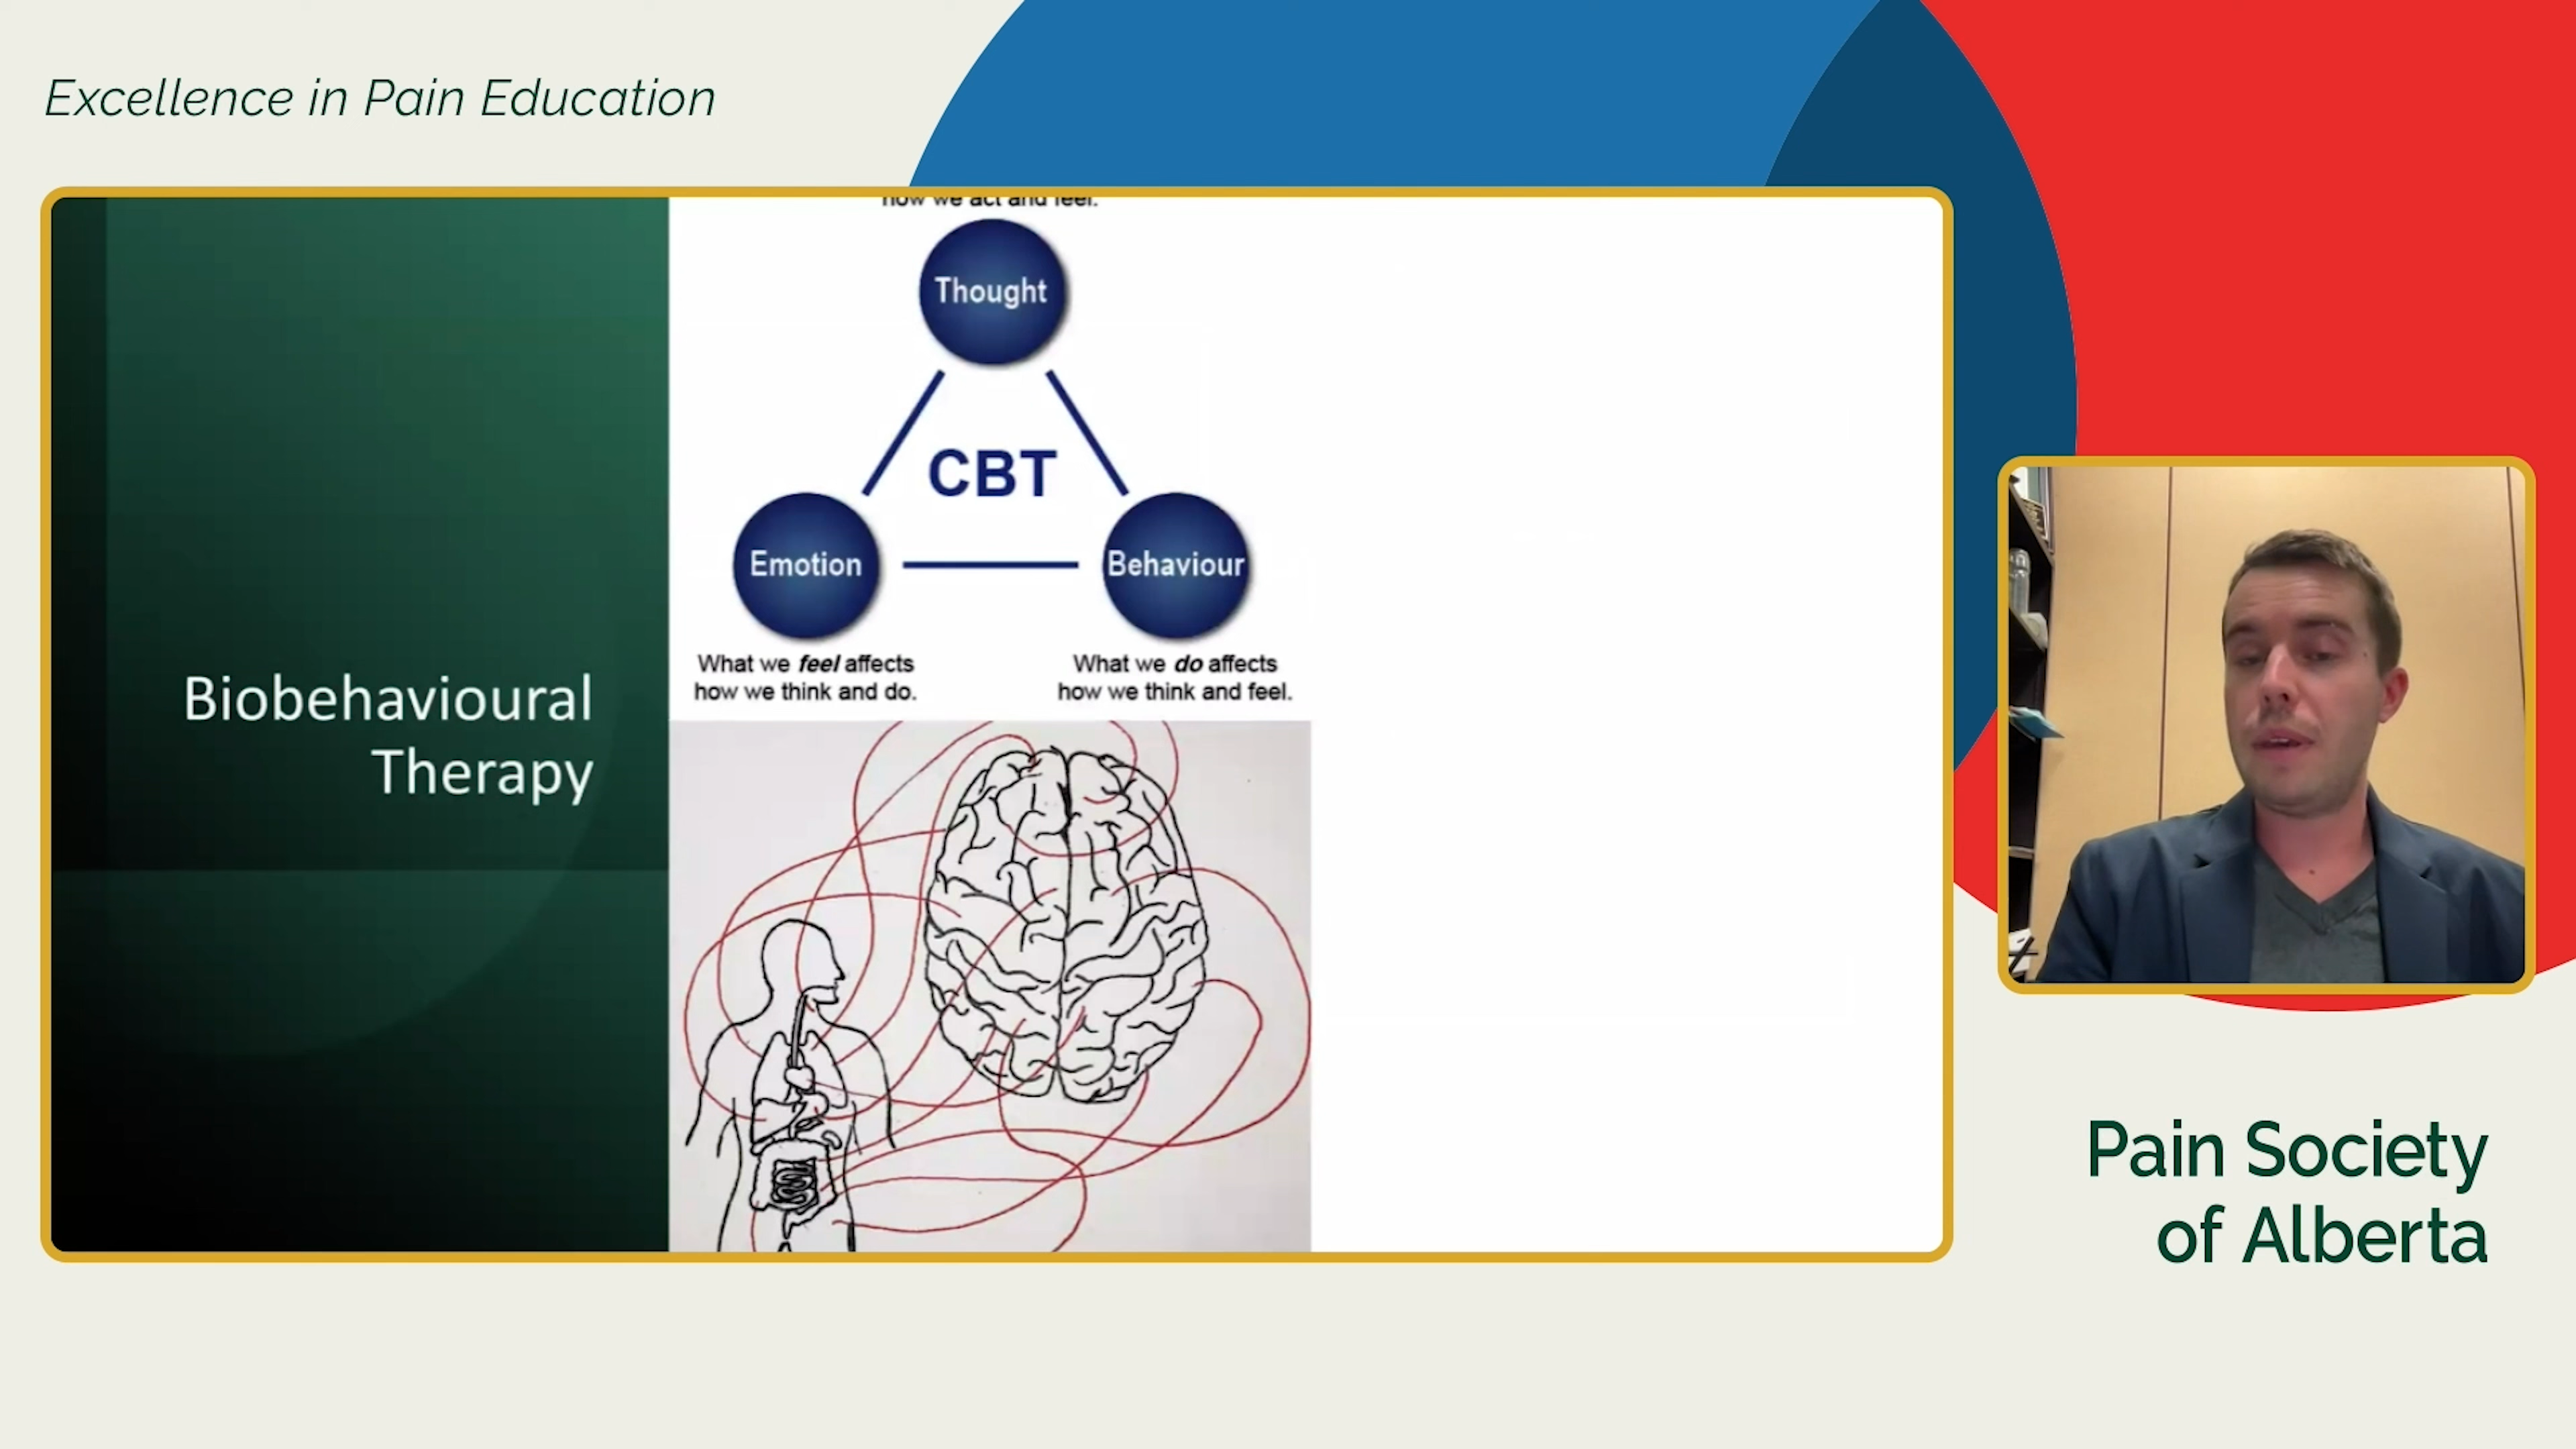 Excellence in Pain Education
how we act and feel.
Thought
CBT
Emotion
Behaviour
What we feel affects
how we think and do.
What we do affects
how we think and feel.
Biobehavioural
Therapy
Pain Society
of Alberta